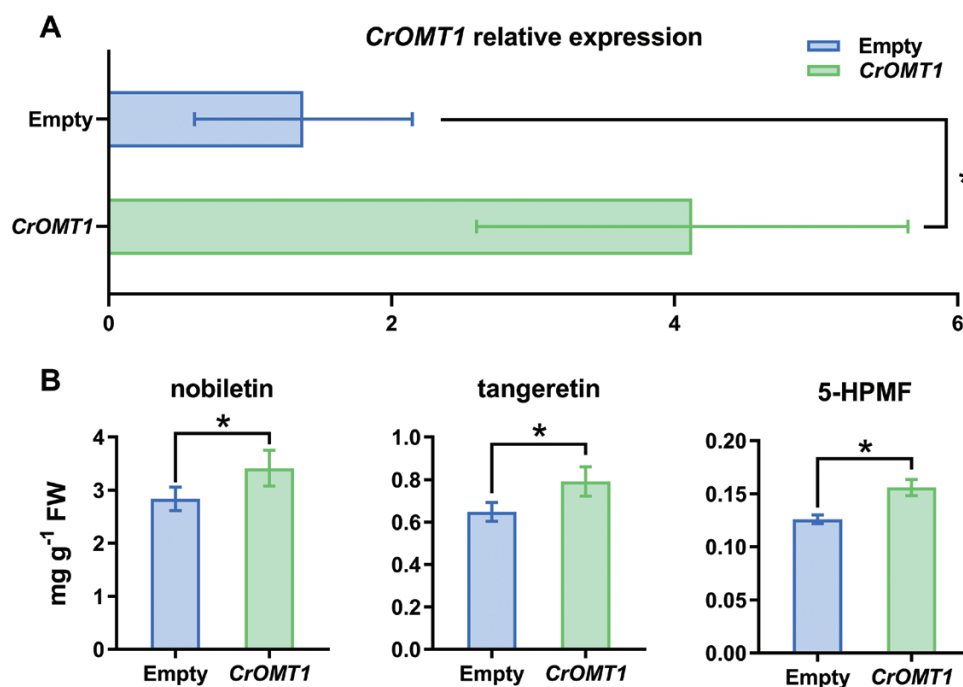 A
CrOMT1 relative expression
Empty
CrOMT1
Empty
CrOMT1
*
0 2 4 6
B
nobiletin
tangeretin
5-HPMF
mg g⁻¹ FW
4
3
2
1
0
*
Empty CrOMT1
1.0
0.8
0.6
0.4
0.2
0.0
*
Empty CrOMT1
0.20
0.15
0.10
0.05
0.00
*
Empty CrOMT1